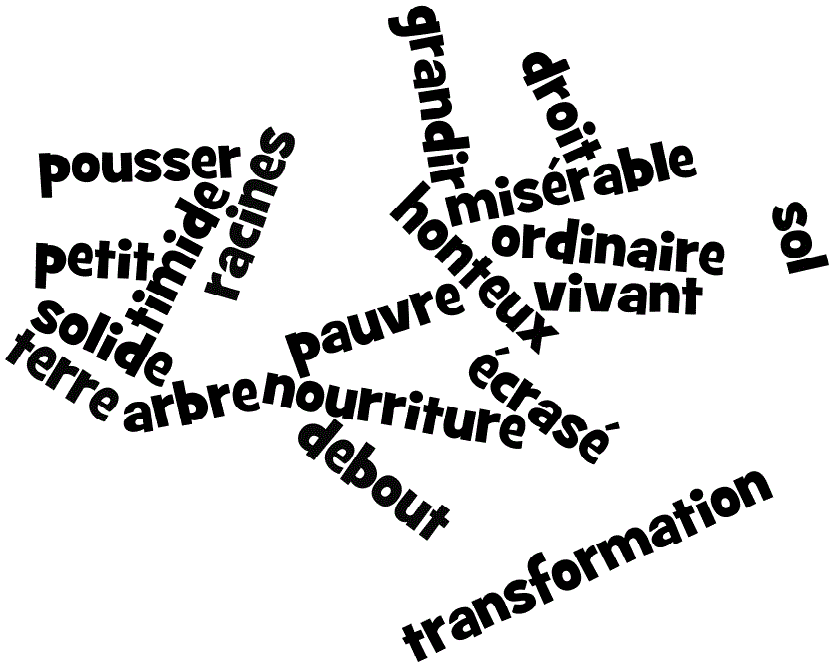 grandir
droit
pousser
racines
misérable
timide
honteux
sol
ordinaire
petit
vivant
pauvre
solide
terre
arbre
nourriture
écrasé
debout
transformation